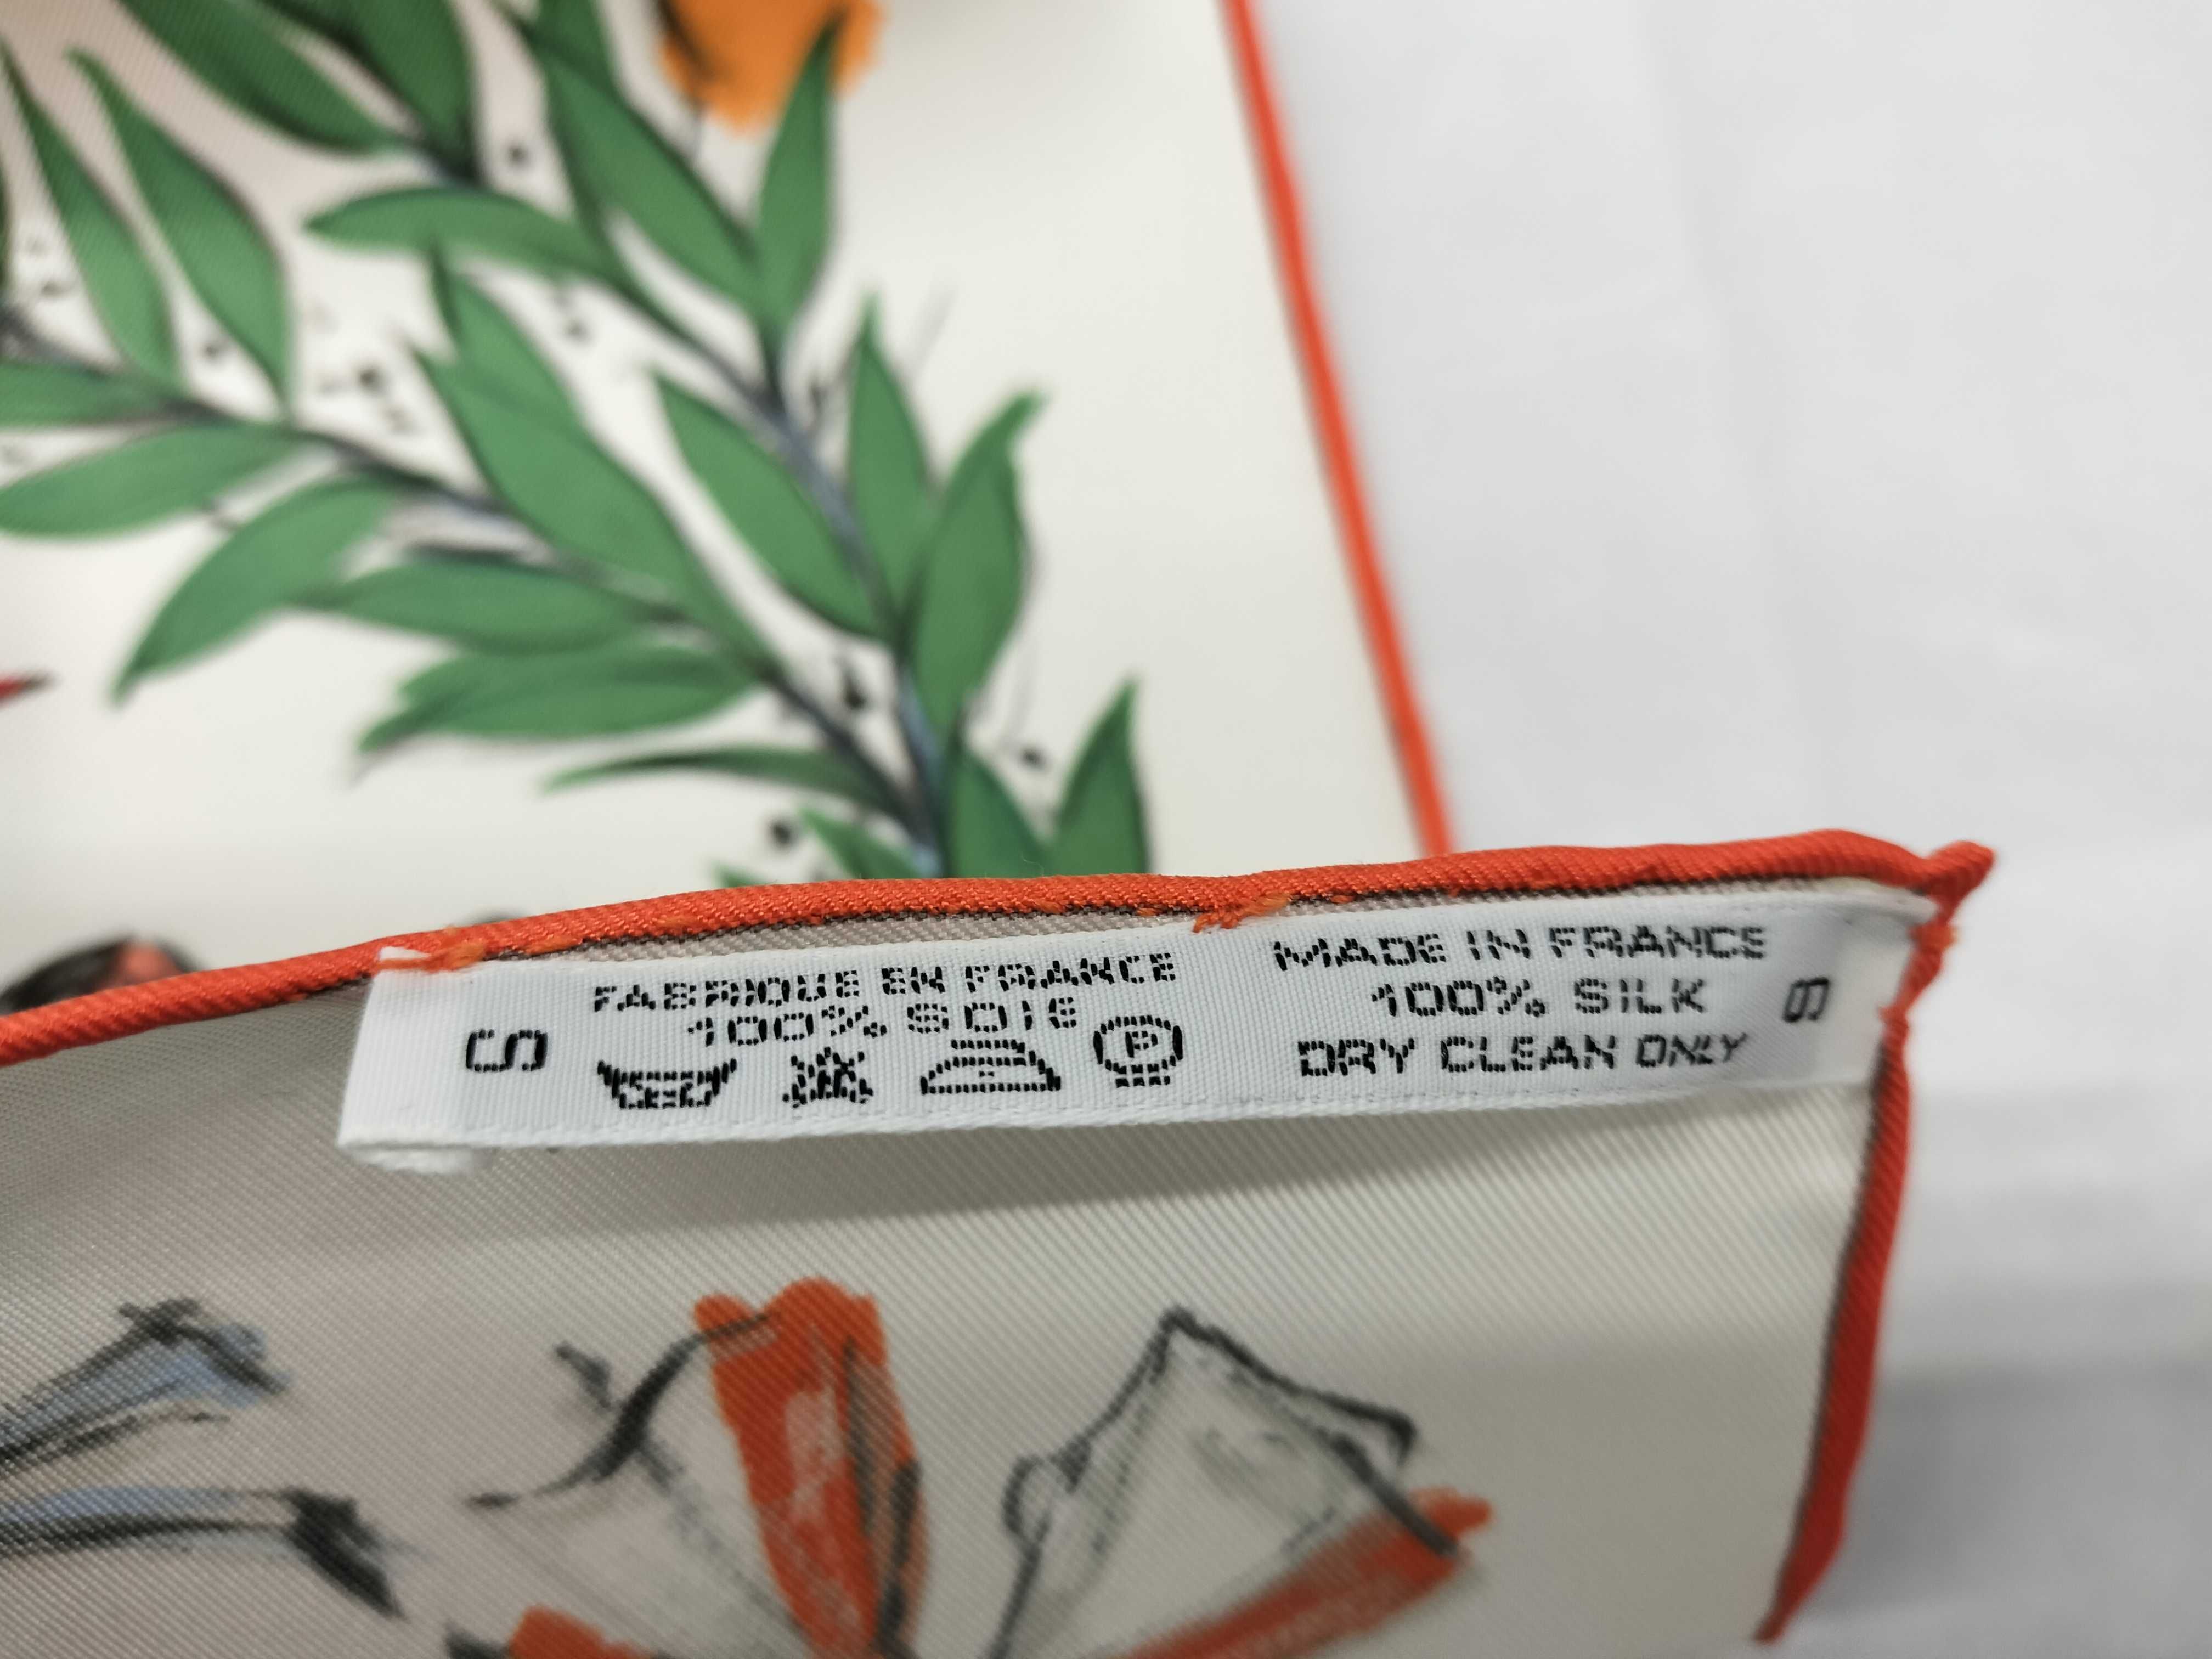 S
FABRIQUE EN FRANCE
100% SOIE
P
MADE IN FRANCE
100% SILK
DRY CLEAN ONLY